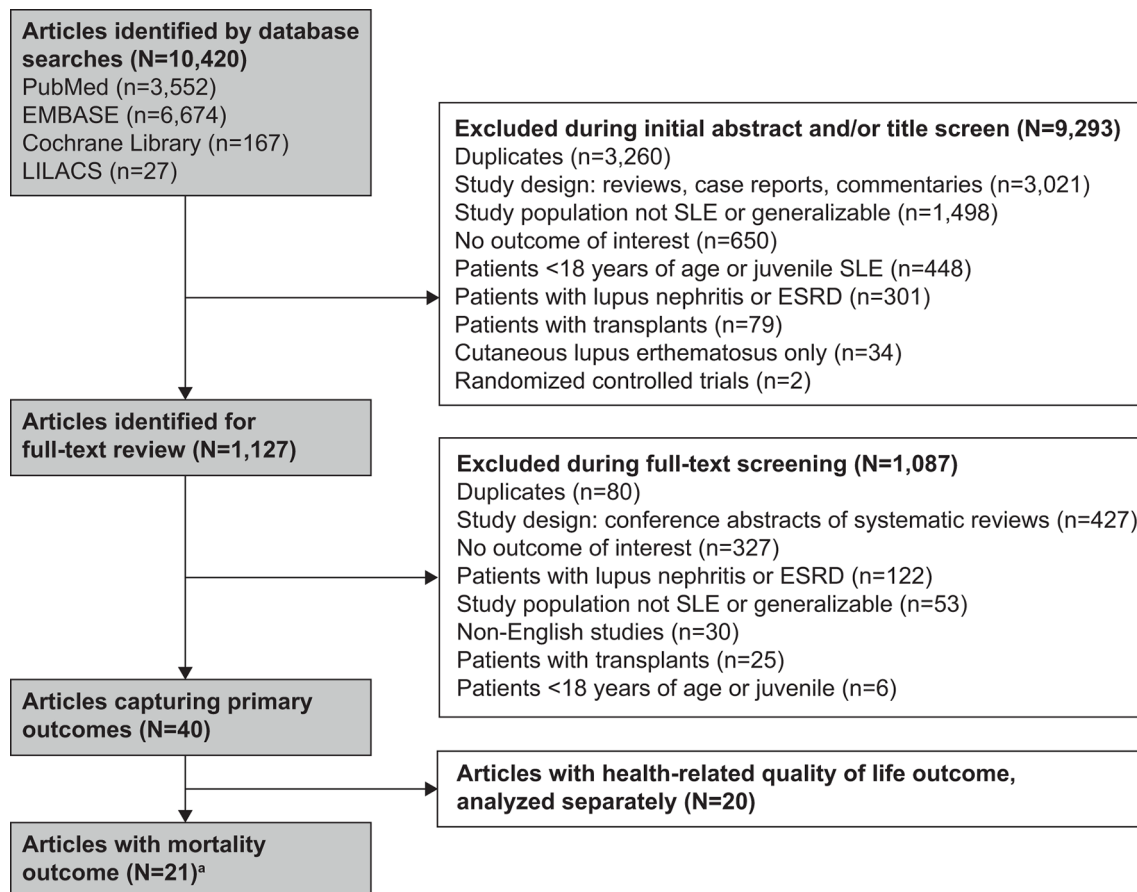 Articles identified by database
searches (N=10,420)
PubMed (n=3,552)
EMBASE (n=6,674)
Cochrane Library (n=167)
LILACS (n=27)
Excluded during initial abstract and/or title screen (N=9,293)
Duplicates (n=3,260)
Study design: reviews, case reports, commentaries (n=3,021)
Study population not SLE or generalizable (n=1,498)
No outcome of interest (n=650)
Patients <18 years of age or juvenile SLE (n=448)
Patients with lupus nephritis or ESRD (n=301)
Patients with transplants (n=79)
Cutaneous lupus erthematosus only (n=34)
Randomized controlled trials (n=2)
Articles identified for
full-text review (N=1,127)
Excluded during full-text screening (N=1,087)
Duplicates (n=80)
Study design: conference abstracts of systematic reviews (n=427)
No outcome of interest (n=327)
Patients with lupus nephritis or ESRD (n=122)
Study population not SLE or generalizable (n=53)
Non-English studies (n=30)
Patients with transplants (n=25)
Patients <18 years of age or juvenile (n=6)
Articles capturing primary
outcomes (N=40)
Articles with health-related quality of life outcome,
analyzed separately (N=20)
Articles with mortality
outcome (N=21)ᵃ